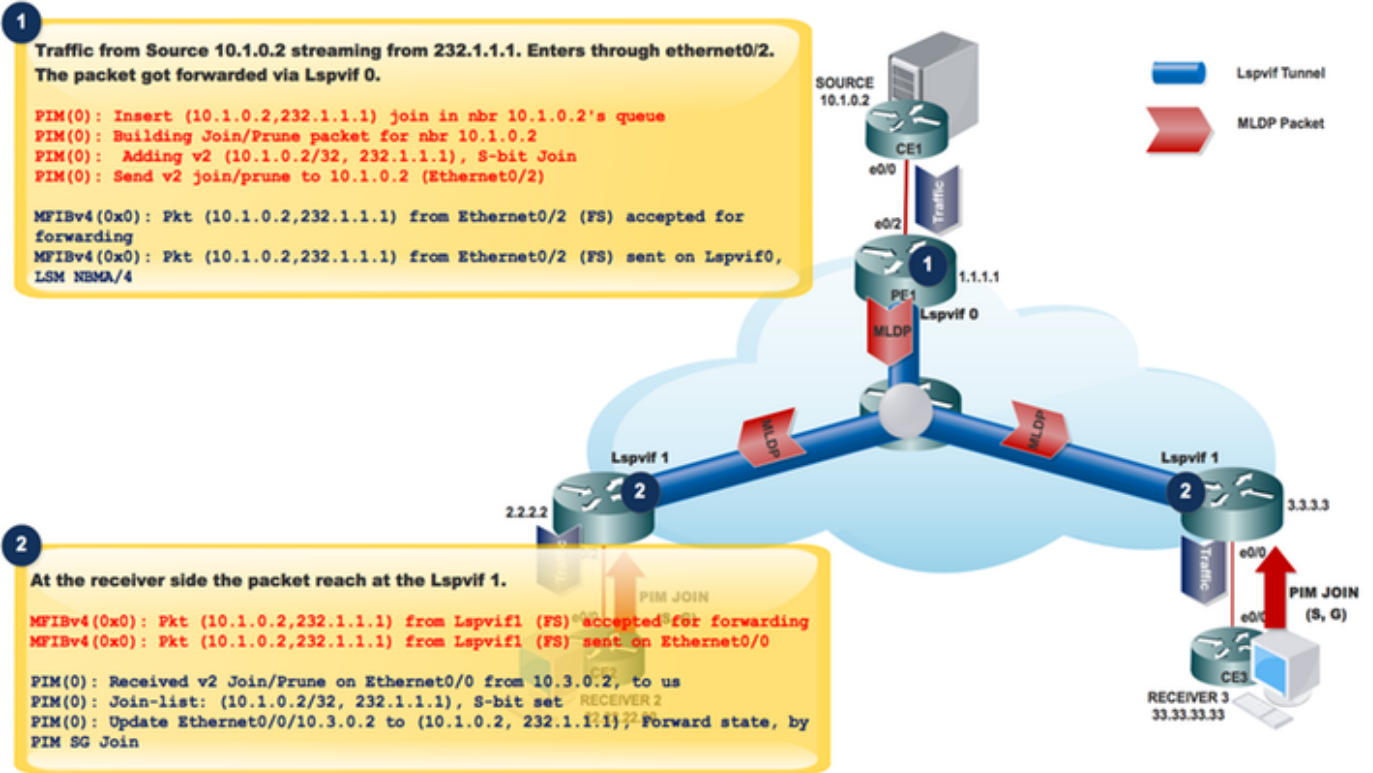 1
Traffic from Source 10.1.0.2 streaming from 232.1.1.1. Enters through ethernet0/2.
The packet got forwarded via Lspvif 0.
PIM(0): Insert (10.1.0.2,232.1.1.1) join in nbr 10.1.0.2's queue
PIM(0): Building Join/Prune packet for nbr 10.1.0.2
PIM(0):  Adding v2 (10.1.0.2/32, 232.1.1.1), S-bit Join
PIM(0): Send v2 join/prune to 10.1.0.2 (Ethernet0/2)
MFIBv4(0x0): Pkt (10.1.0.2,232.1.1.1) from Ethernet0/2 (FS) accepted for
forwarding
MFIBv4(0x0): Pkt (10.1.0.2,232.1.1.1) from Ethernet0/2 (FS) sent on Lspvif0,
LSM NBMA/4
SOURCE
10.1.0.2
CE1
e0/0
Traffic
e0/2
1
1.1.1.1
PE1
Lspvif 0
MLDP
Lspvif Tunnel
MLDP Packet
MLDP
MLDP
Lspvif 1
2
2.2.2.2
Lspvif 1
2
3.3.3.3
e0/0
Traffic
PIM JOIN
(S, G)
e0/0
CE3
RECEIVER 3
33.33.33.33
PIM JOIN
(S, G)
e0/0
CE2
RECEIVER 2
2
At the receiver side the packet reach at the Lspvif 1.
MFIBv4(0x0): Pkt (10.1.0.2,232.1.1.1) from Lspvif1 (FS) accepted for forwarding
MFIBv4(0x0): Pkt (10.1.0.2,232.1.1.1) from Lspvif1 (FS) sent on Ethernet0/0
PIM(0): Received v2 Join/Prune on Ethernet0/0 from 10.3.0.2, to us
PIM(0): Join-list: (10.1.0.2/32, 232.1.1.1), S-bit set
PIM(0): Update Ethernet0/0/10.3.0.2 to (10.1.0.2, 232.1.1.1), Forward state, by
PIM SG Join